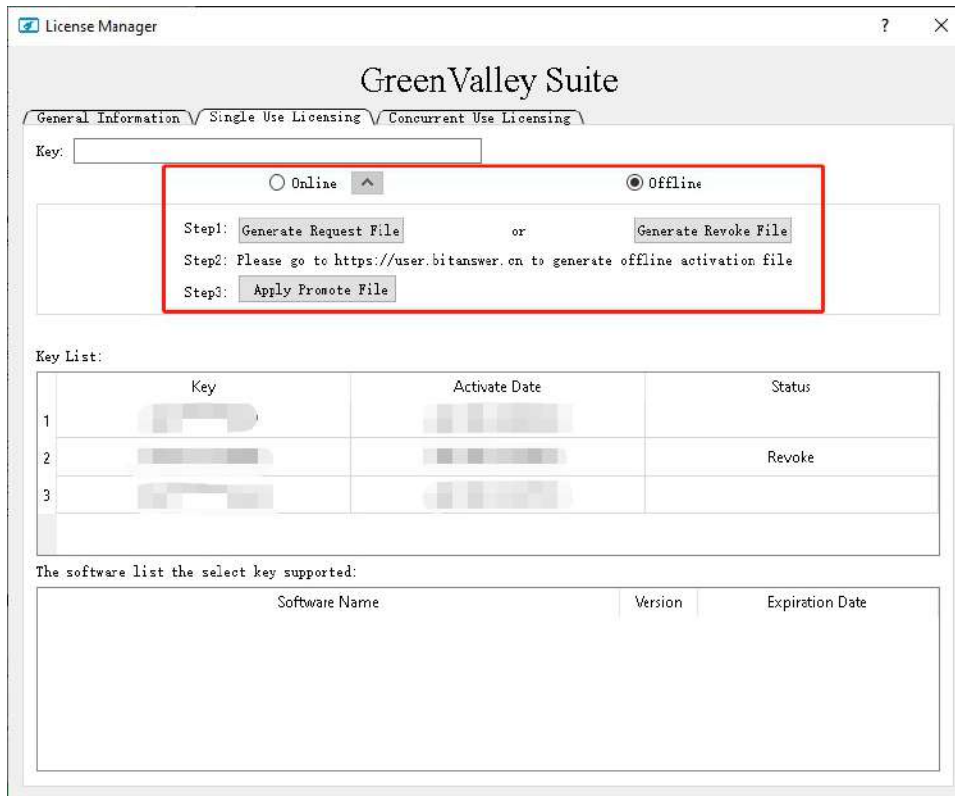 License Manager
?
GreenValley Suite
General Information
Single Use Licensing
Concurrent Use Licensing
Key:
Online
Offline
Step1: Generate Request File or Generate Revoke File
Step2: Please go to https://user.bitanswer.cn to generate offline activation file
Step3: Apply Promote File
Key List:
Key Activate Date Status
1
2 Revoke
3
The software list the select key supported:
Software Name Version Expiration Date